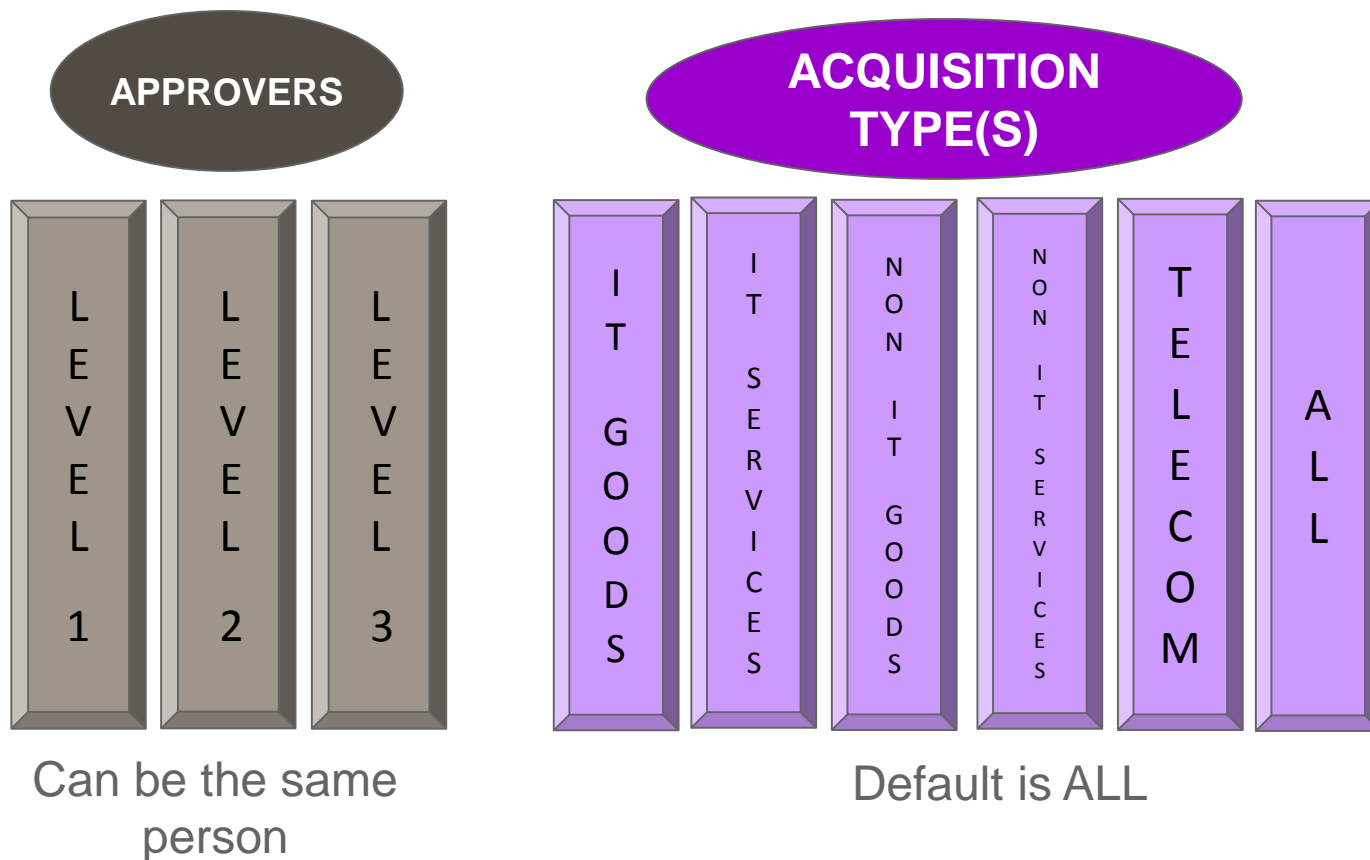 APPROVERS
LEVEL 1
LEVEL 2
LEVEL 3
Can be the same
person
ACQUISITION
TYPE(S)
IT GOODS
IT SERVICES
NON IT GOODS
NON IT SERVICES
TELECOM
ALL
Default is ALL